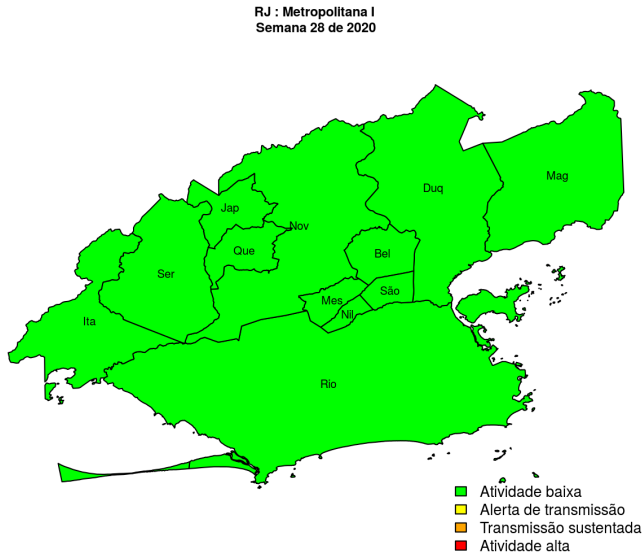 RJ : Metropolitana I
Semana 28 de 2020
Mag
Duq
Jap
Nov
Que
Bel
Ser
São
Mes
Nil
Ita
Rio
Atividade baixa
Alerta de transmissão
Transmissão sustentada
Atividade alta